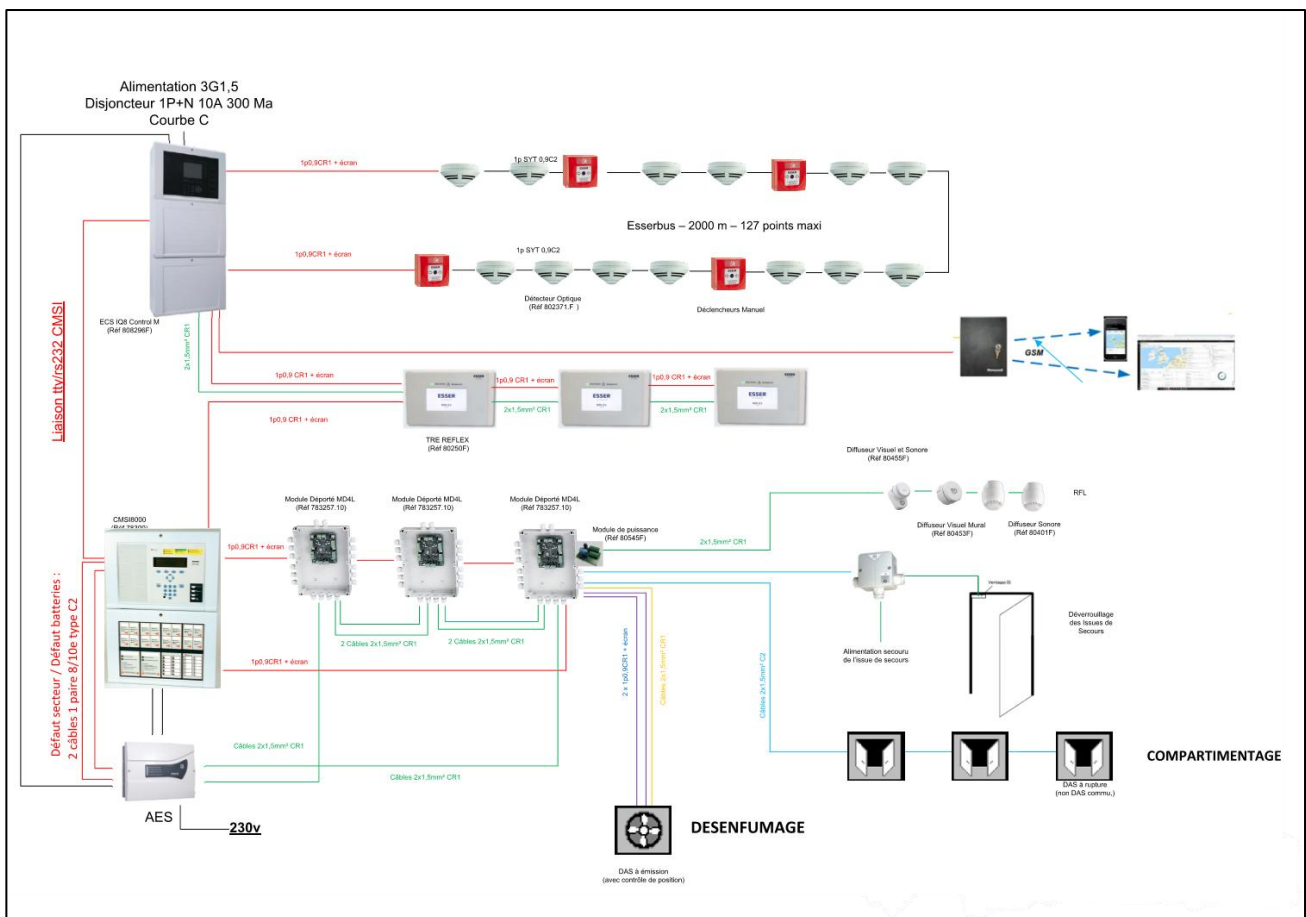 Alimentation 3G1,5
Disjoncteur 1P+N 10A 300 Ma
Courbe C
1p0,9CR1 + écran
1p SYT 0,9C2
Esserbus – 2000 m – 127 points maxi
1p0,9CR1 + écran
1p SYT 0,9C2
Détecteur Optique
(Réf 802371.F )
Déclencheurs Manuel
ECS IQ8 Control M
(Réf 808296F)
Liaison tty/rs232 CMSI
2x1,5mm² CR1
GSM
1p0,9 CR1 + écran
1p0,9 CR1 + écran
1p0,9 CR1 + écran
ESSER
ESSER
ESSER
1p0,9 CR1 + écran
2x1,5mm² CR1
2x1,5mm² CR1
TRE REFLEX
(Réf 80250F)
Diffuseur Visuel et Sonore
(Réf 80455F)
RFL
Module Déporté MD4L
(Réf 783257.10)
Module Déporté MD4L
(Réf 783257.10)
Module Déporté MD4L
(Réf 783257.10)
CMSI8000
Module de puissance
(Réf 80545F)
Diffuseur Visuel Mural
(Réf 80453F)
Diffuseur Sonore
(Réf 80401F)
1p0,9CR1 + écran
2x1,5mm² CR1
Ventouse IS
Déverrouillage
des Issues de
Secours
Défaut secteur / Défaut batteries :
2 câbles 1 paire 8/10e type C2
2 Câbles 2x1,5mm² CR1
2 Câbles 2x1,5mm² CR1
1p0,9CR1 + écran
2 x 1p0,9CR1 + écran
Câbles 2x1,5mm² CR1
Câbles 2x1,5mm² C2
Alimentation secouru
de l'issue de secours
Câbles 2x1,5mm² CR1
Câbles 2x1,5mm² CR1
COMPARTIMENTAGE
DAS à rupture
(non DAS commu,)
AES
230v
DESENFUMAGE
DAS à émission
(avec contrôle de position)